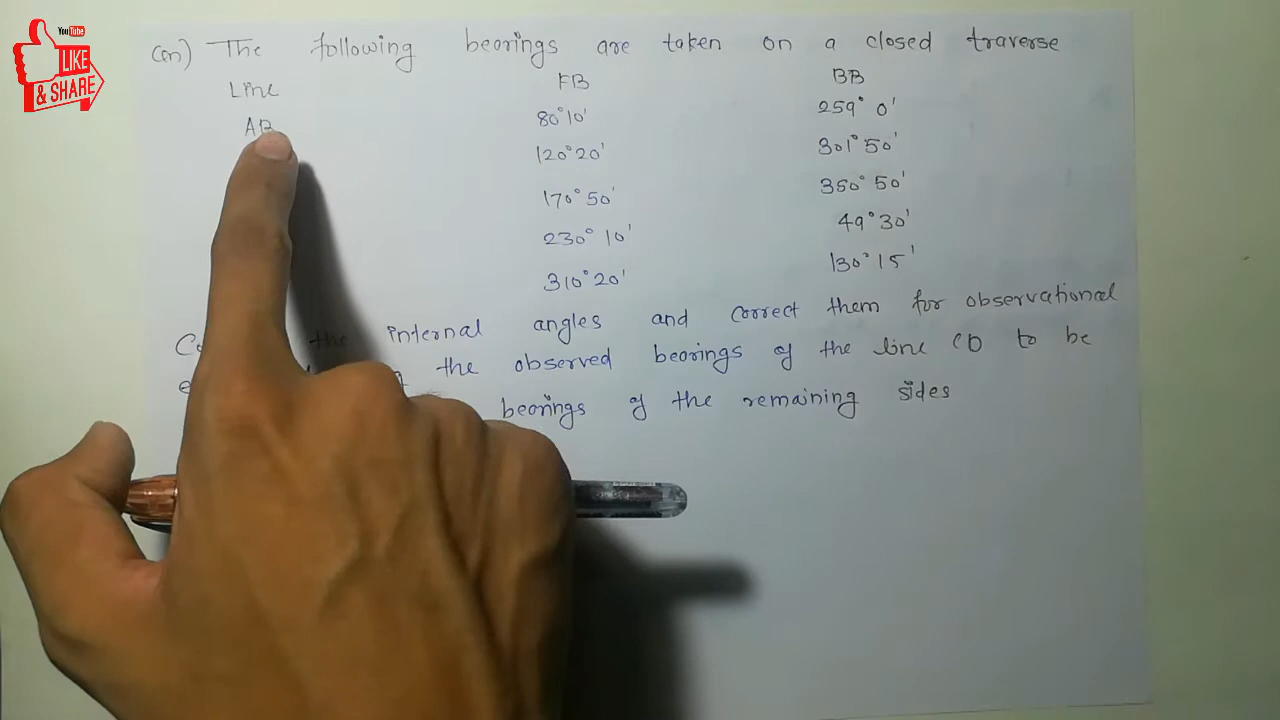 YouTube
LIKE
& SHARE
(en) The following bearings are taken on a closed traverse
Line FB BB
AB 80°10' 259° 0'
120°20' 301°50'
170°50' 350°50'
230°10' 49°30'
310°20' 130°15'
the internal angles and correct them for observational
the observed bearings of the line CD to be
bearings of the remaining sides